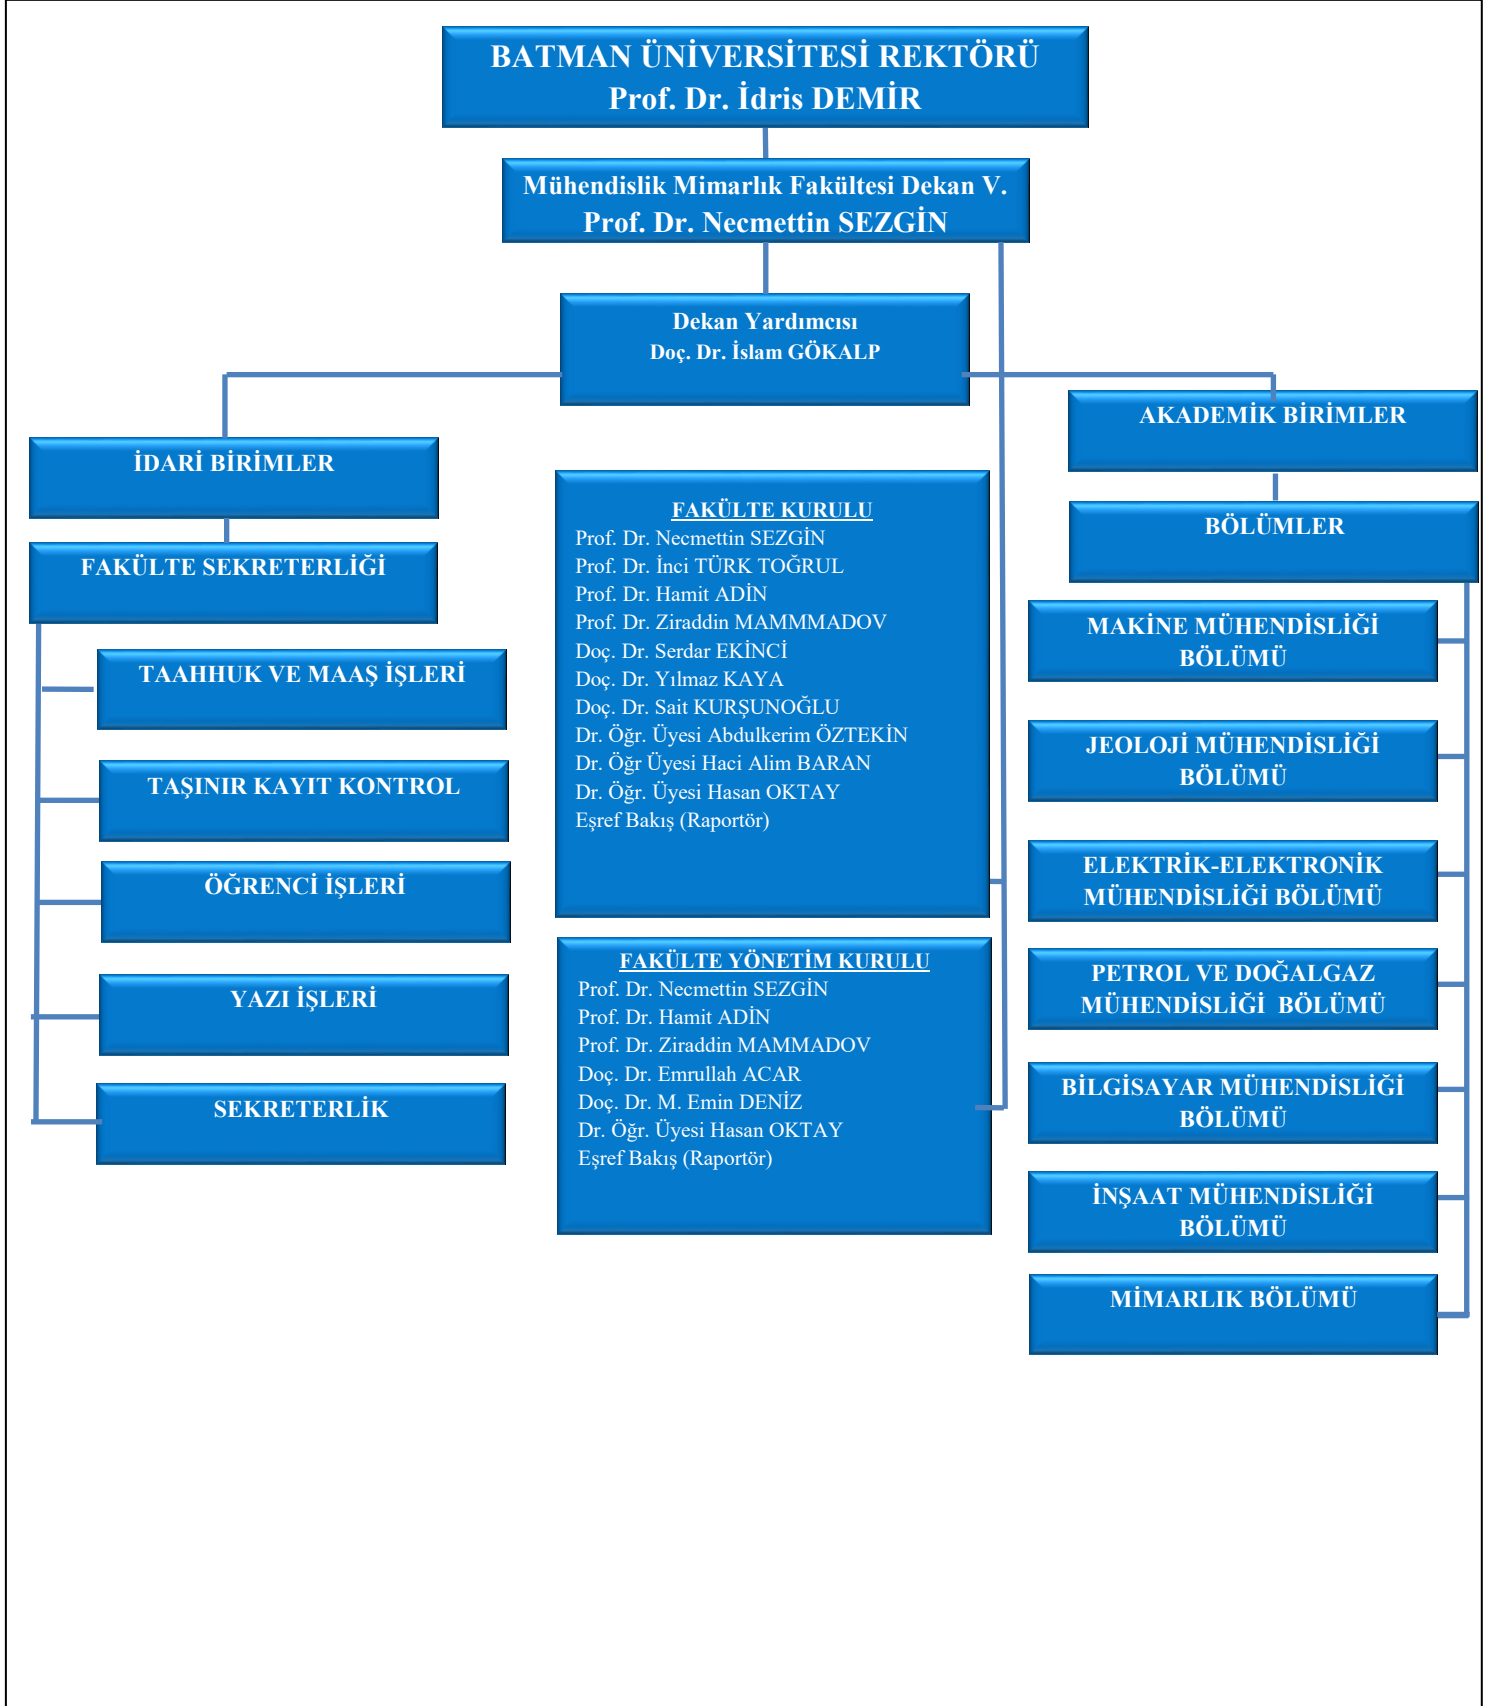 BATMAN ÜNİVERSİTESİ REKTÖRÜ
Prof. Dr. İdris DEMİR
Mühendislik Mimarlık Fakültesi Dekan V.
Prof. Dr. Necmettin SEZGİN
Dekan Yardımcısı
Doç. Dr. İslam GÖKALP
İDARİ BİRİMLER
FAKÜLTE SEKRETERLİĞİ
TAAHHUK VE MAAŞ İŞLERİ
TAŞINIR KAYIT KONTROL
ÖĞRENCİ İŞLERİ
YAZI İŞLERİ
SEKRETERLİK
FAKÜLTE KURULU
Prof. Dr. Necmettin SEZGİN
Prof. Dr. İnci TÜRK TOĞRUL
Prof. Dr. Hamit ADİN
Prof. Dr. Ziraddin MAMMMADOV
Doç. Dr. Serdar EKİNCİ
Doç. Dr. Yılmaz KAYA
Doç. Dr. Sait KURŞUNOĞLU
Dr. Öğr. Üyesi Abdulkerim ÖZTEKİN
Dr. Öğr Üyesi Haci Alim BARAN
Dr. Öğr. Üyesi Hasan OKTAY
Eşref Bakış (Raportör)
FAKÜLTE YÖNETİM KURULU
Prof. Dr. Necmettin SEZGİN
Prof. Dr. Hamit ADİN
Prof. Dr. Ziraddin MAMMADOV
Doç. Dr. Emrullah ACAR
Doç. Dr. M. Emin DENİZ
Dr. Öğr. Üyesi Hasan OKTAY
Eşref Bakış (Raportör)
AKADEMİK BİRİMLER
BÖLÜMLER
MAKİNE MÜHENDİSLİĞİ
BÖLÜMÜ
JEOLOJİ MÜHENDİSLİĞİ
BÖLÜMÜ
ELEKTRİK-ELEKTRONİK
MÜHENDİSLİĞİ BÖLÜMÜ
PETROL VE DOĞALGAZ
MÜHENDİSLİĞİ BÖLÜMÜ
BİLGİSAYAR MÜHENDİSLİĞİ
BÖLÜMÜ
İNŞAAT MÜHENDİSLİĞİ
BÖLÜMÜ
MİMARLIK BÖLÜMÜ